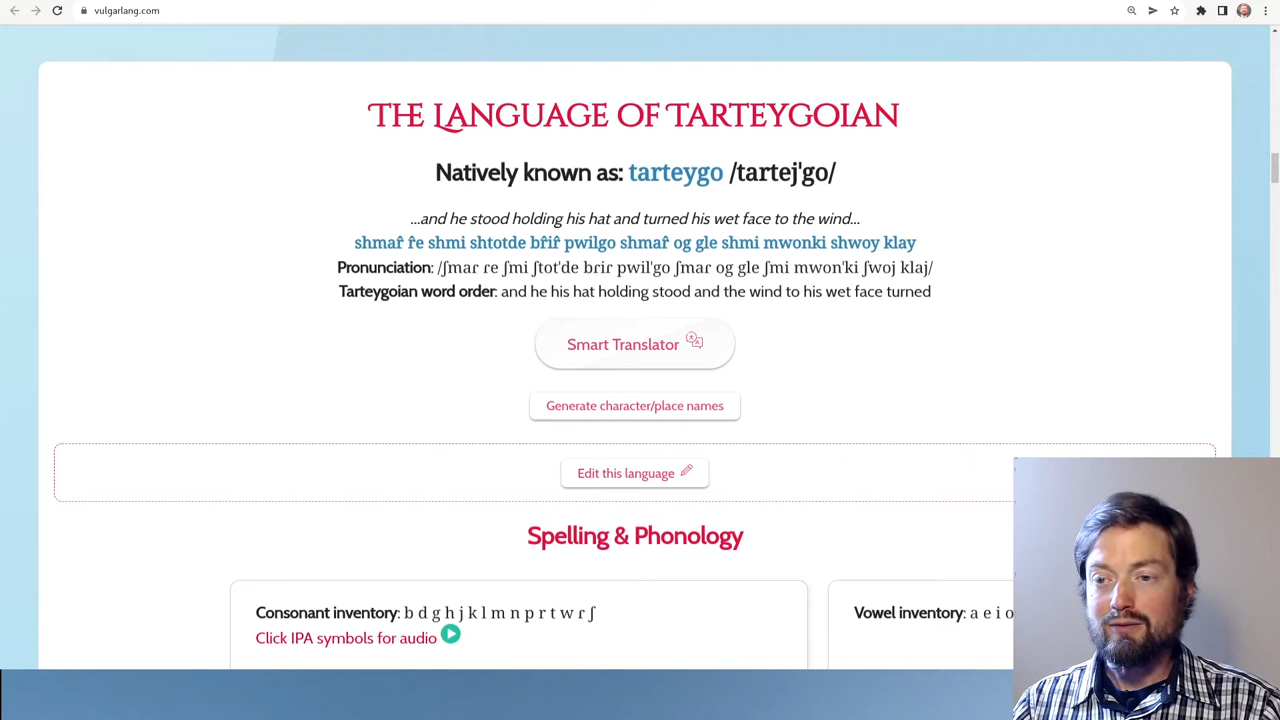 vulgarlang.com
The Language of Tarteygoian
Natively known as: tarteygo /tartej'go/
...and he stood holding his hat and turned his wet face to the wind...
shmar̂ r̂e shmi shtotde br̂ir̂ pwilgo shmar̂ og gle shmi mwonki shwoy klay
Pronunciation: /ʃmaɾ ɾe ʃmi ʃtot'de bɾiɾ pwil'go ʃmaɾ og gle ʃmi mwon'ki ʃwoj klaj/
Tarteygoian word order: and he his hat holding stood and the wind to his wet face turned
Smart Translator
Generate character/place names
Edit this language
Spelling & Phonology
Consonant inventory: b d g h j k l m n p r t w ɾ ʃ
Vowel inventory: a e i o
Click IPA symbols for audio